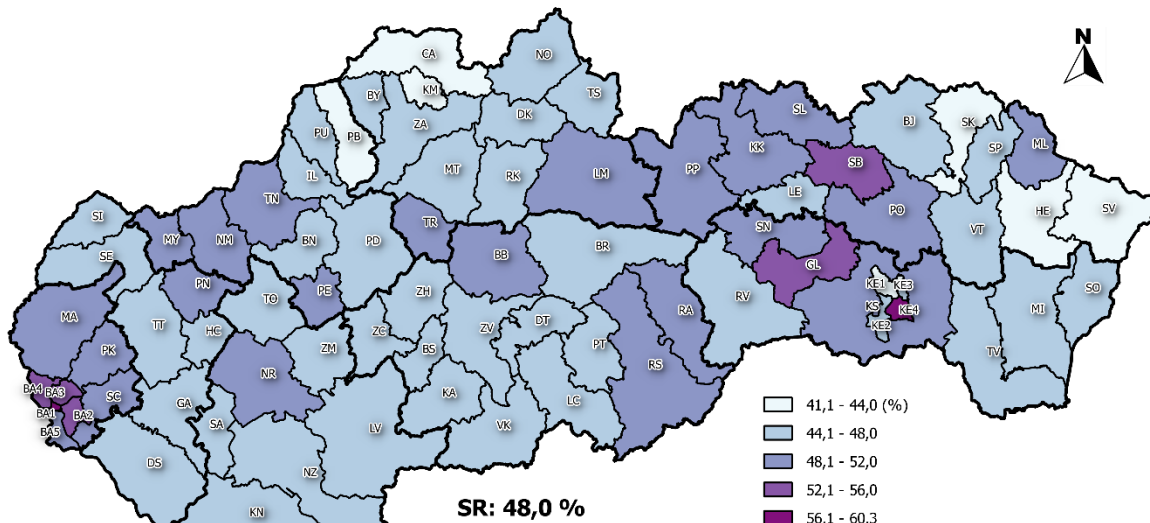 N
CA
NO
KM
BY
TS
DK
PU
PB
ZA
SL
BJ
SK
SP
ML
IL
MT
RK
LM
PP
KK
SB
LE
TN
SI
MY
NM
BN
PD
TR
PO
HE
SV
SN
VT
SE
BB
BR
GL
PN
TO
PE
ZH
RV
KE1
KE3
SO
MA
TT
HC
ZC
ZV
DT
RA
KS
KE4
MI
PK
ZM
BS
PT
KE2
TV
NR
RS
BA4
BA3
SC
GA
SA
KA
LC
BA1
BA2
BA5
LV
VK
DS
NZ
KN
41,1 - 44,0 (%)
44,1 - 48,0
48,1 - 52,0
52,1 - 56,0
56,1 - 60,3
SR: 48,0 %